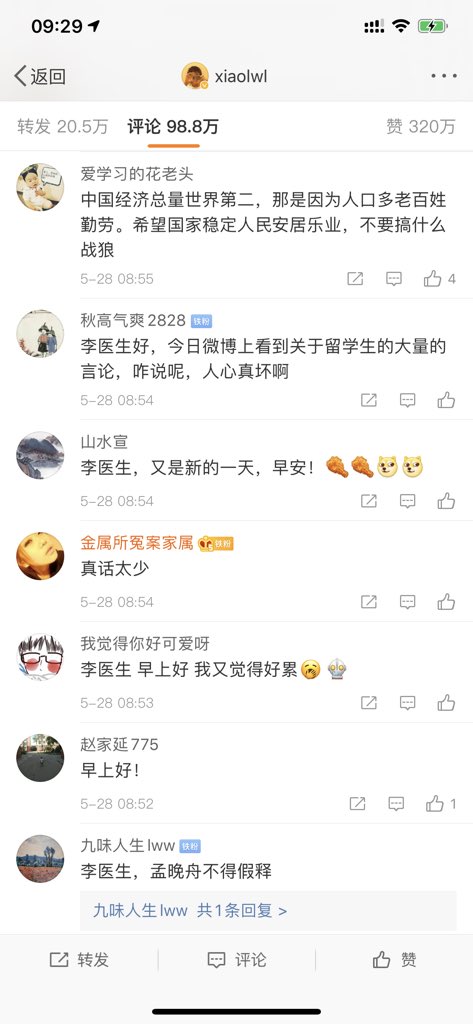 09:29
返回
xiaolwl
转发 20.5万 评论 98.8万 赞 320万
爱学习的花老头
中国经济总量世界第二，那是因为人口多老百姓
勤劳。希望国家稳定人民安居乐业，不要搞什么
战狼
5-28 08:55 4
秋高气爽2828 铁粉
李医生好，今日微博上看到关于留学生的大量的
言论，咋说呢，人心真坏啊
5-28 08:54
山水宣
李医生，又是新的一天，早安！
5-28 08:54
金属所冤案家属 铁粉
真话太少
5-28 08:54
我觉得你好可爱呀
李医生 早上好 我又觉得好累
5-28 08:53
赵家延775
早上好！
5-28 08:52 1
九味人生lww 铁粉
李医生，孟晚舟不得假释
九味人生lww 共1条回复 >
转发 评论 赞